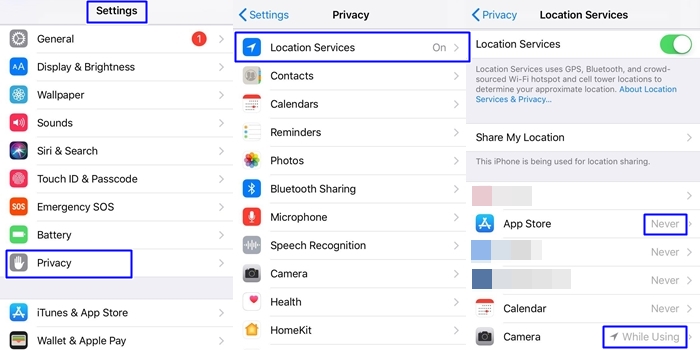 Settings
General 1
Display & Brightness
Wallpaper
Sounds
Siri & Search
Touch ID & Passcode
SOS Emergency SOS
Battery
Privacy
iTunes & App Store
Wallet & Apple Pay
Settings Privacy
Location Services On
Contacts
Calendars
Reminders
Photos
Bluetooth Sharing
Microphone
Speech Recognition
Camera
Health
HomeKit
Privacy Location Services
Location Services
Location Services uses GPS, Bluetooth, and crowd-
sourced Wi-Fi hotspot and cell tower locations to
determine your approximate location. About Location
Services & Privacy...
Share My Location
This iPhone is being used for location sharing.
App Store Never
Never
Never
Calendar Never
Camera While Using